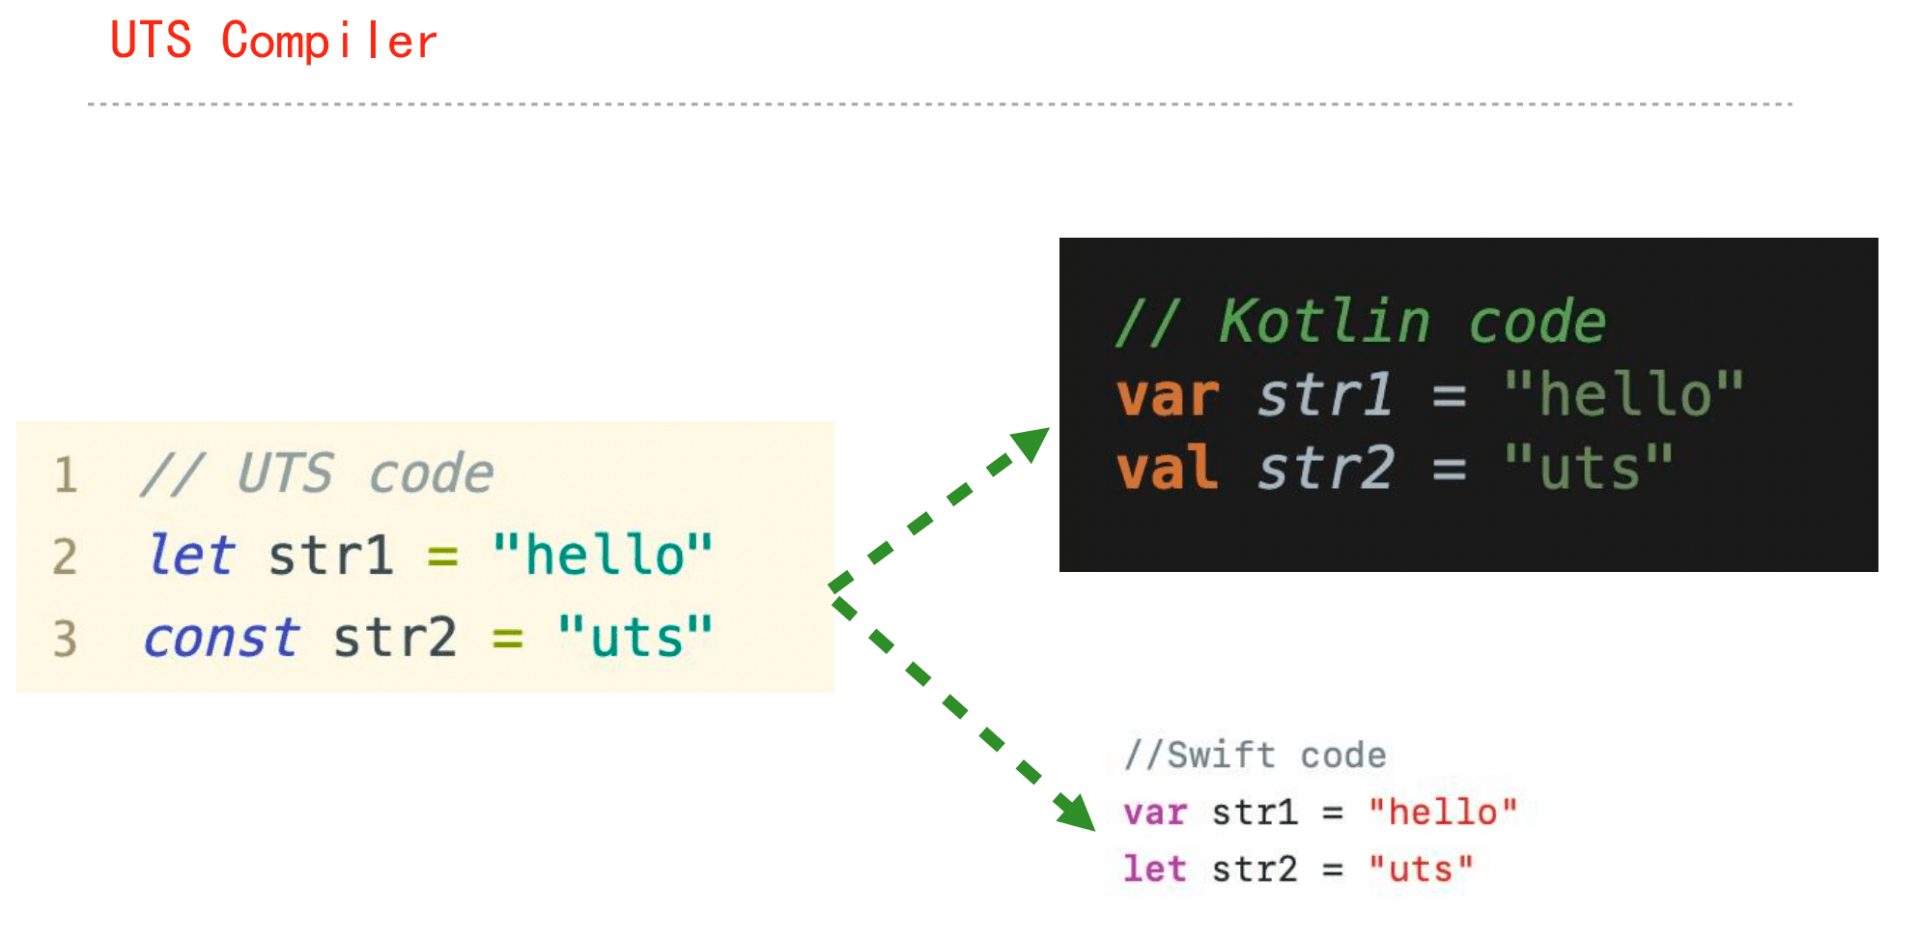 UTS Compiler
1 // UTS code
2 let str1 = "hello"
3 const str2 = "uts"
// Kotlin code
var str1 = "hello"
val str2 = "uts"
//Swift code
var str1 = "hello"
let str2 = "uts"